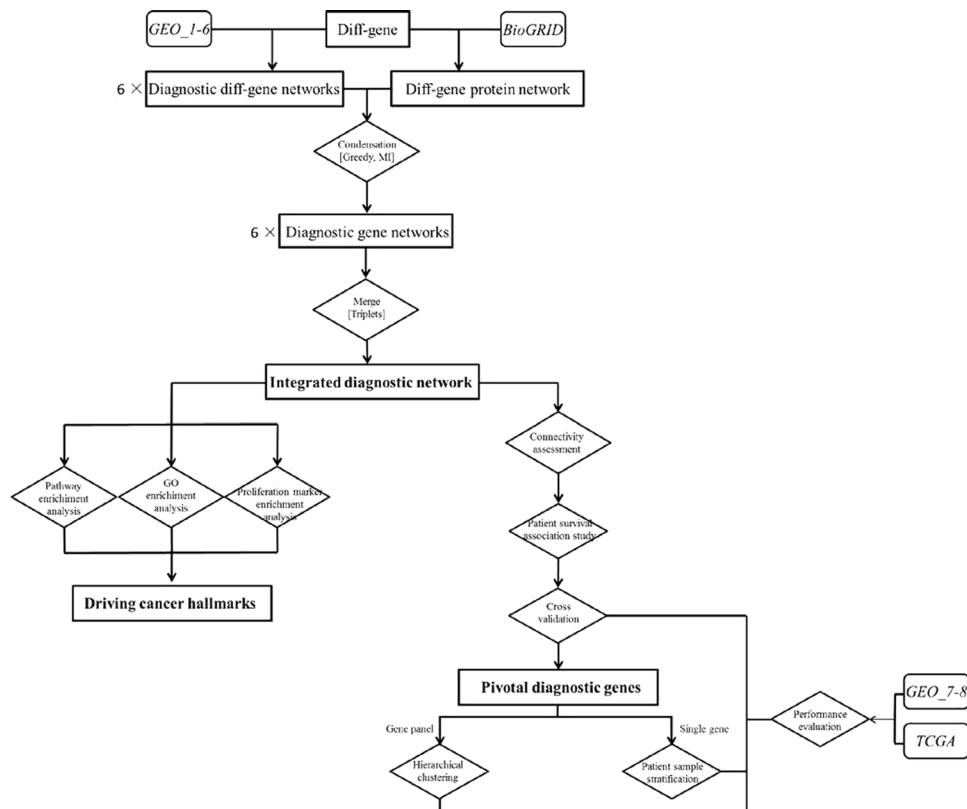 GEO_1-6
Diff-gene
BioGRID
6 ×
Diagnostic diff-gene networks
Diff-gene protein network
Condensation
[Greedy, MI]
6 ×
Diagnostic gene networks
Merge
[Triplets]
Integrated diagnostic network
Connectivity
assessment
Pathway
enrichiment
analysis
GO
enrichiment
analysis
Proliferation marker
enrichment
analysis
Patient survival
association study
Driving cancer hallmarks
Cross
validation
Pivotal diagnostic genes
GEO_7-8
Performance
evaluation
TCGA
Gene panel
Single gene
Hierarchical
clustering
Patient sample
stratification